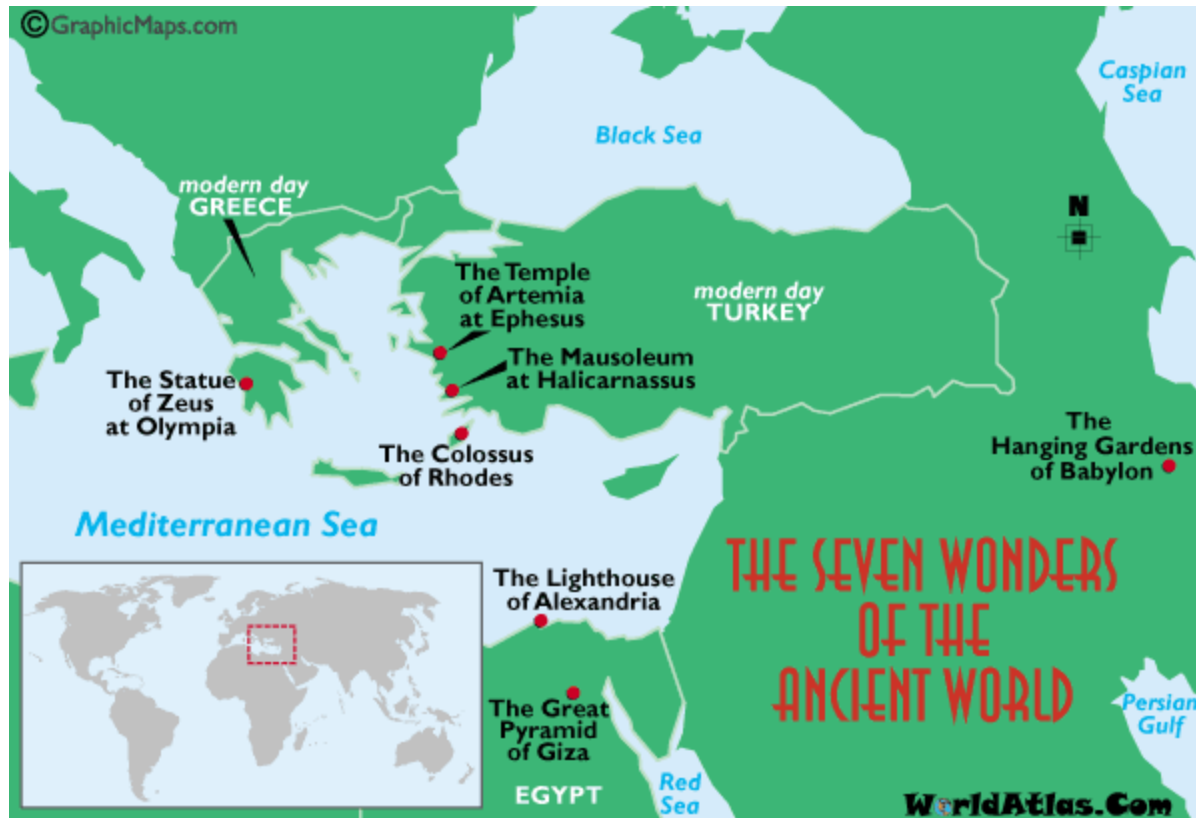 ©GraphicMaps.com
Caspian
Sea
Black Sea
modern day
GREECE
N
The Temple
of Artemia
at Ephesus
modern day
TURKEY
The Mausoleum
at Halicarnassus
The Statue
of Zeus
at Olympia
The Colossus
of Rhodes
The
Hanging Gardens
of Babylon
Mediterranean Sea
THE SEVEN WONDERS
OF THE
ANCIENT WORLD
The Lighthouse
of Alexandria
The Great
Pyramid
of Giza
EGYPT
Red
Sea
Persian
Gulf
WorldAtlas.Com